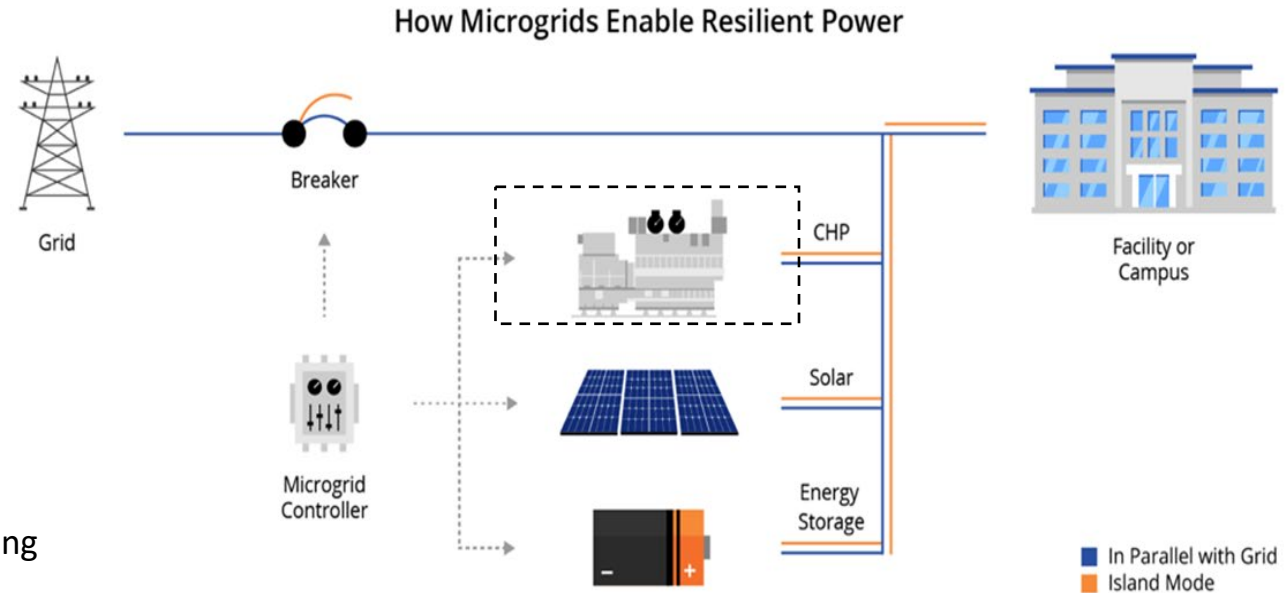 How Microgrids Enable Resilient Power
Breaker
Grid
CHP
Facility or
Campus
Solar
Microgrid
Controller
Energy
Storage
ng
In Parallel with Grid
Island Mode